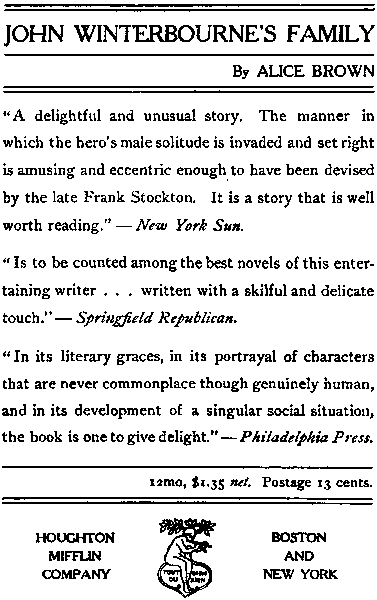 JOHN WINTERBOURNE'S FAMILY
By ALICE BROWN
"A delightful and unusual story. The manner in
which the hero's male solitude is invaded and set right
is amusing and eccentric enough to have been devised
by the late Frank Stockton. It is a story that is well
worth reading." — New York Sun.
"Is to be counted among the best novels of this enter-
taining writer . . . written with a skilful and delicate
touch." — Springfield Republican.
"In its literary graces, in its portrayal of characters
that are never commonplace though genuinely human,
and in its development of a singular social situation,
the book is one to give delight." — Philadelphia Press.
12mo, $1.35 net. Postage 13 cents.
HOUGHTON
MIFFLIN
COMPANY
TOUT
OU
RIEN
BOSTON
AND
NEW YORK